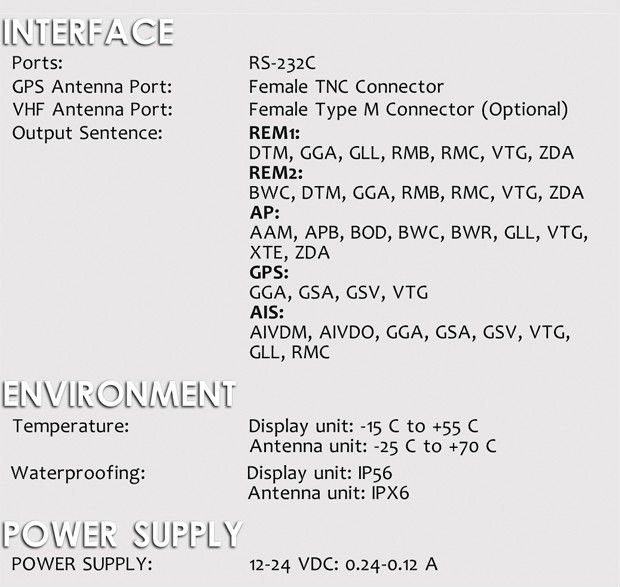 INTERFACE
Ports: RS-232C
GPS Antenna Port: Female TNC Connector
VHF Antenna Port: Female Type M Connector (Optional)
Output Sentence: REM1:
DTM, GGA, GLL, RMB, RMC, VTG, ZDA
REM2:
BWC, DTM, GGA, RMB, RMC, VTG, ZDA
AP:
AAM, APB, BOD, BWC, BWR, GLL, VTG,
XTE, ZDA
GPS:
GGA, GSA, GSV, VTG
AIS:
AIVDM, AIVDO, GGA, GSA, GSV, VTG,
GLL, RMC
ENVIRONMENT
Temperature: Display unit: -15 C to +55 C
Antenna unit: -25 C to +70 C
Waterproofing: Display unit: IP56
Antenna unit: IPX6
POWER SUPPLY
POWER SUPPLY: 12-24 VDC: 0.24-0.12 A